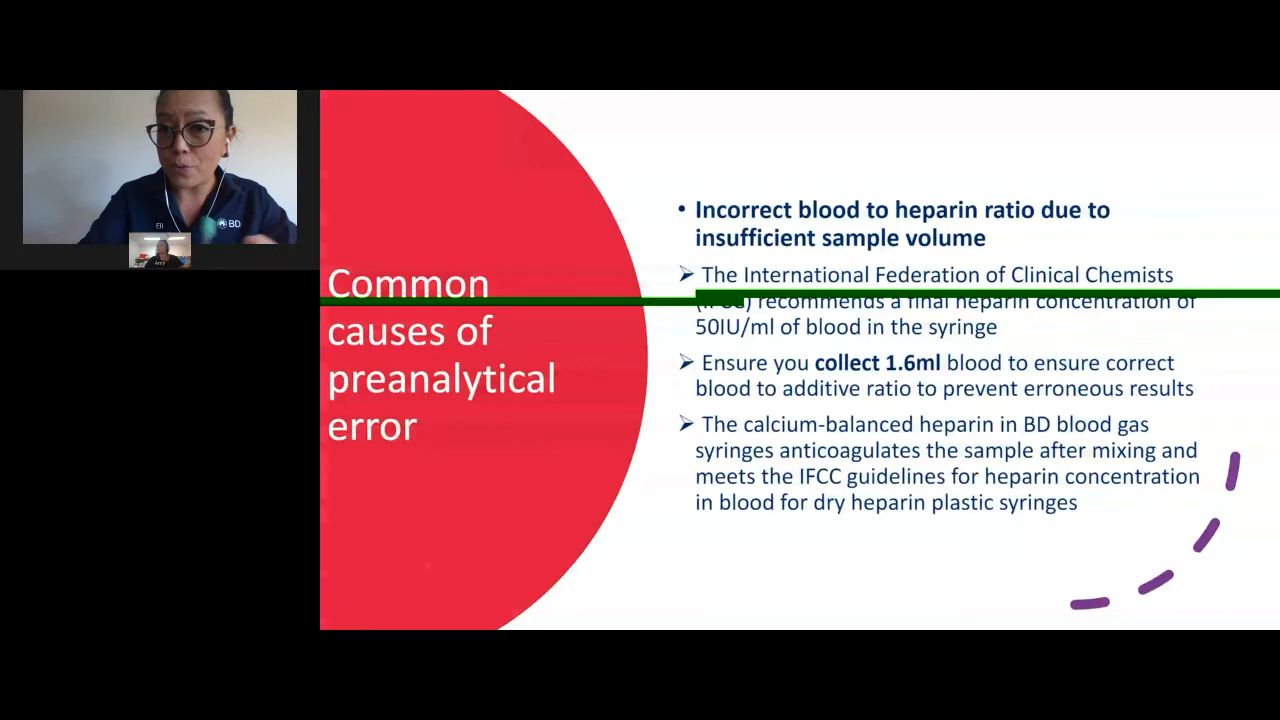 BD
Eli
Amy
Common
causes of
preanalytical
error
• Incorrect blood to heparin ratio due to
insufficient sample volume
➢ The International Federation of Clinical Chemists
recommends a final heparin concentration of
50IU/ml of blood in the syringe
➢ Ensure you collect 1.6ml blood to ensure correct
blood to additive ratio to prevent erroneous results
➢ The calcium-balanced heparin in BD blood gas
syringes anticoagulates the sample after mixing and
meets the IFCC guidelines for heparin concentration
in blood for dry heparin plastic syringes